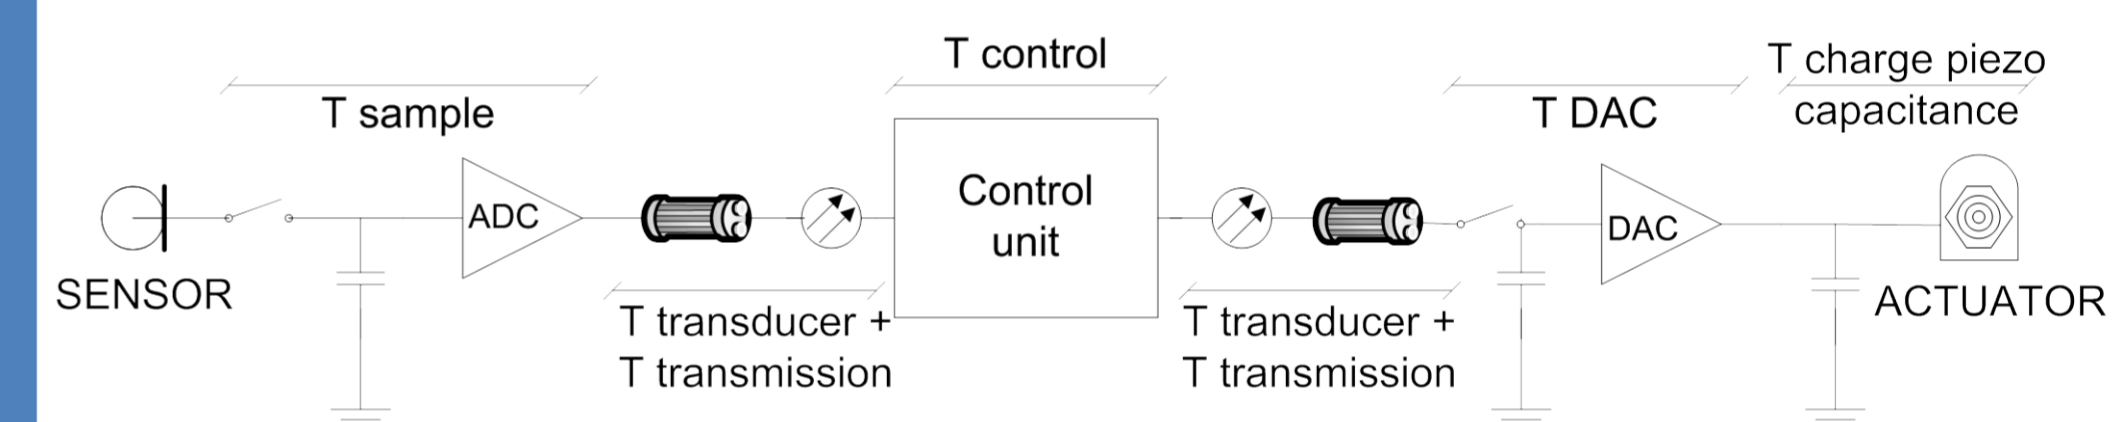 T control
T charge piezo
capacitance
T sample
T DAC
ADC
Control
unit
DAC
SENSOR
ACTUATOR
T transducer +
T transmission
T transducer +
T transmission